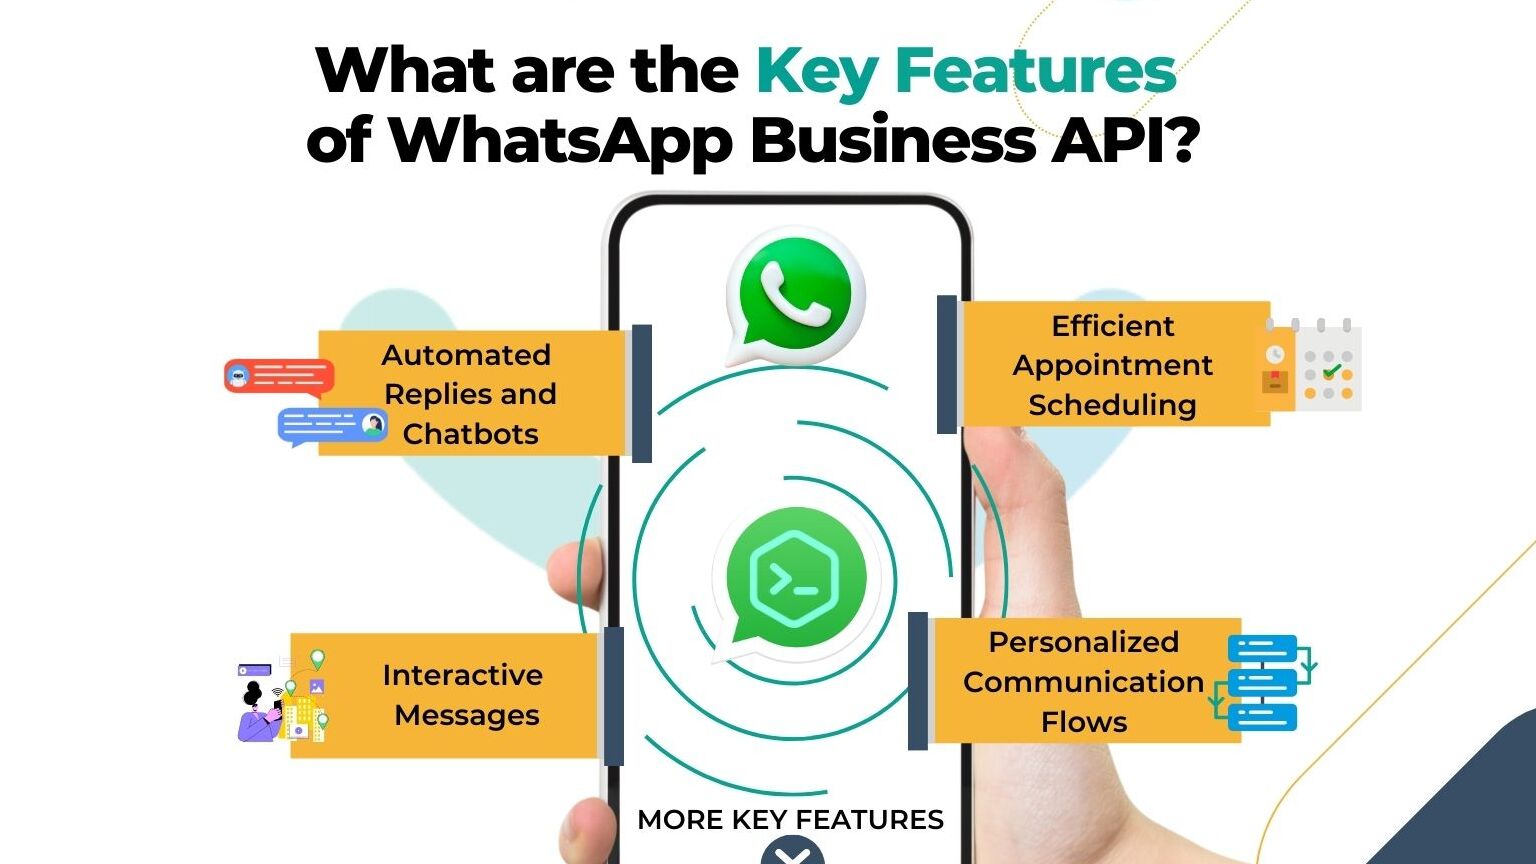 What are the Key Features
of WhatsApp Business API?
Automated
Replies and
Chatbots
Efficient
Appointment
Scheduling
Interactive
Messages
Personalized
Communication
Flows
MORE KEY FEATURES